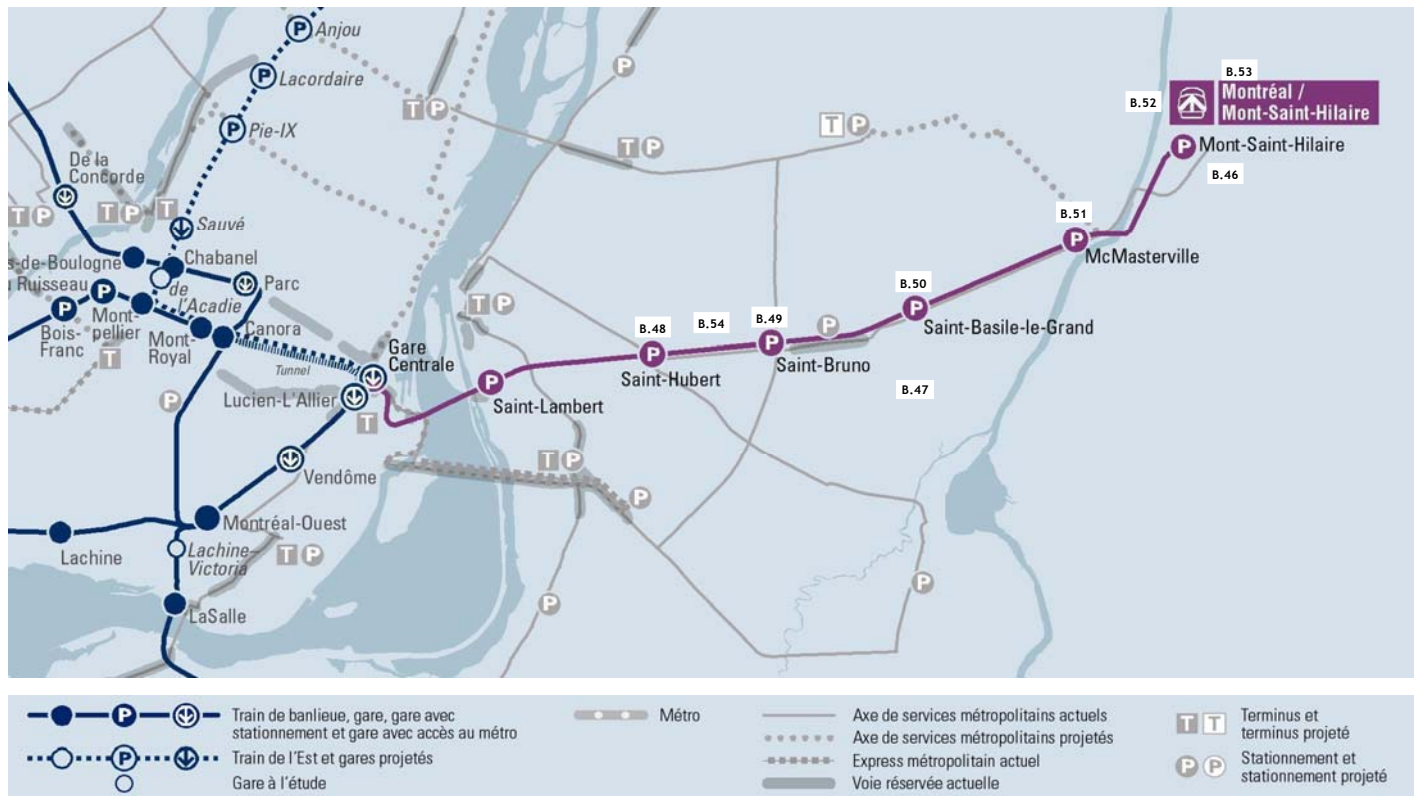 Anjou
Lacordaire
Pie-IX
B.53
B.52
Montréal /
Mont-Saint-Hilaire
Mont-Saint-Hilaire
B.46
T P
T P
T P
P
De la
Concorde
T P
T P
T
Sauvé
B.51
McMasterville
s-de-Boulogne
Chabanel
u Ruisseau
de
l'Acadie
Parc
B.50
Saint-Basile-le-Grand
Bois-
Franc
Mont-
pellier
Mont-
Royal
Canora
Tunnel
Gare
Centrale
T P
B.48
B.54
B.49
P
Saint-Hubert
Saint-Bruno
T
P
Lucien-L'Allier
T
Saint-Lambert
B.47
Vendôme
T P
P
Montréal-Ouest
Lachine
Lachine–
Victoria
T P
P
P
LaSalle
Train de banlieue, gare, gare avec
stationnement et gare avec accès au métro
Train de l'Est et gares projetés
Gare à l'étude
Métro
Axe de services métropolitains actuels
Axe de services métropolitains projetés
Express métropolitain actuel
Voie réservée actuelle
T T
Terminus et
terminus projeté
P P
Stationnement et
stationnement projeté